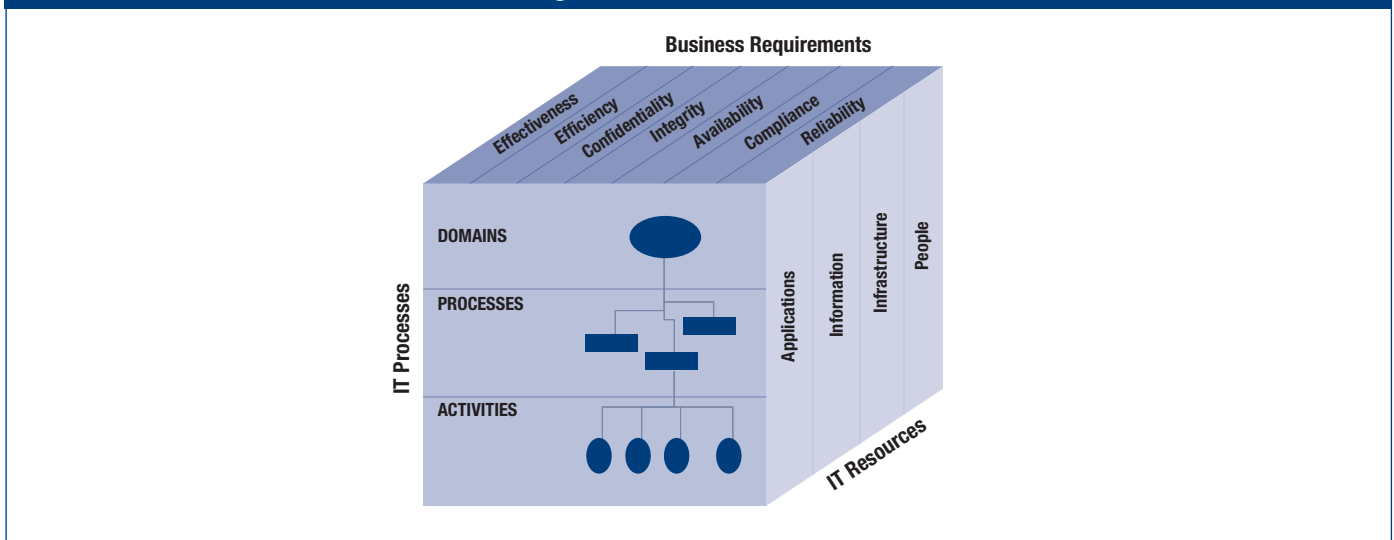 Business Requirements
Effectiveness
Efficiency
Confidentiality
Integrity
Availability
Compliance
Reliability
DOMAINS
PROCESSES
ACTIVITIES
IT Processes
Applications
Information
Infrastructure
People
IT Resources